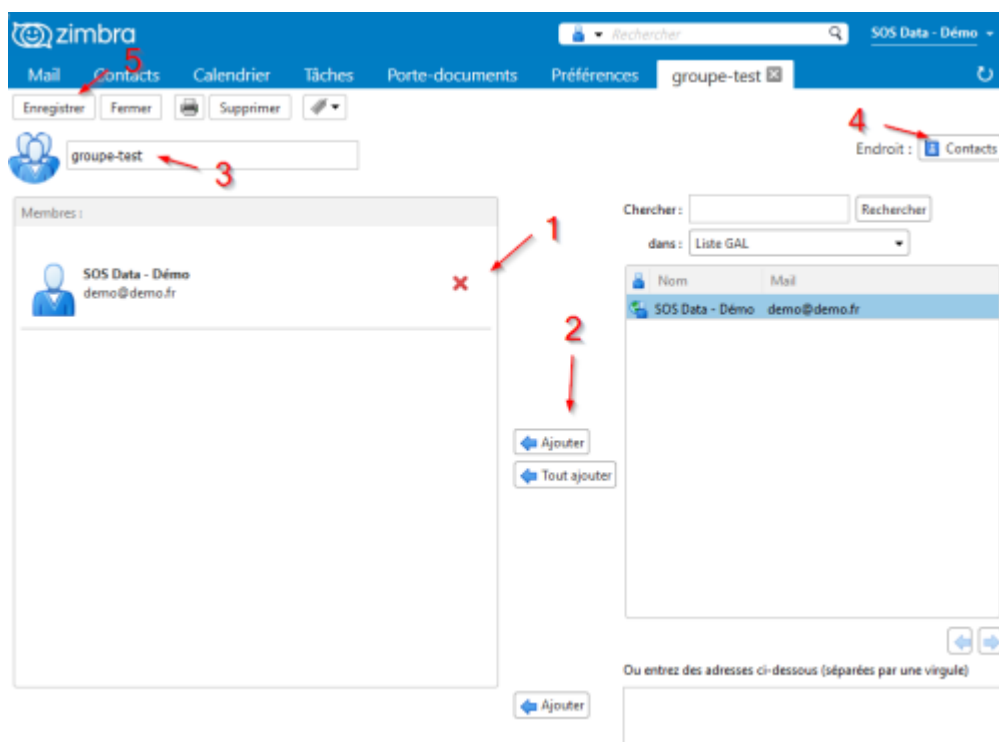 zimbra
Rechercher
SOS Data - Démo
5
Mail Contacts Calendrier Tâches Porte-documents Préférences groupe-test
Enregistrer Fermer Supprimer
4
Endroit : Contacts
groupe-test
3
Membres :
1
Chercher : Rechercher
dans : Liste GAL
SOS Data - Démo
demo@demo.fr
Nom Mail
SOS Data - Démo demo@demo.fr
2
Ajouter
Tout ajouter
Ou entrez des adresses ci-dessous (séparées par une virgule)
Ajouter